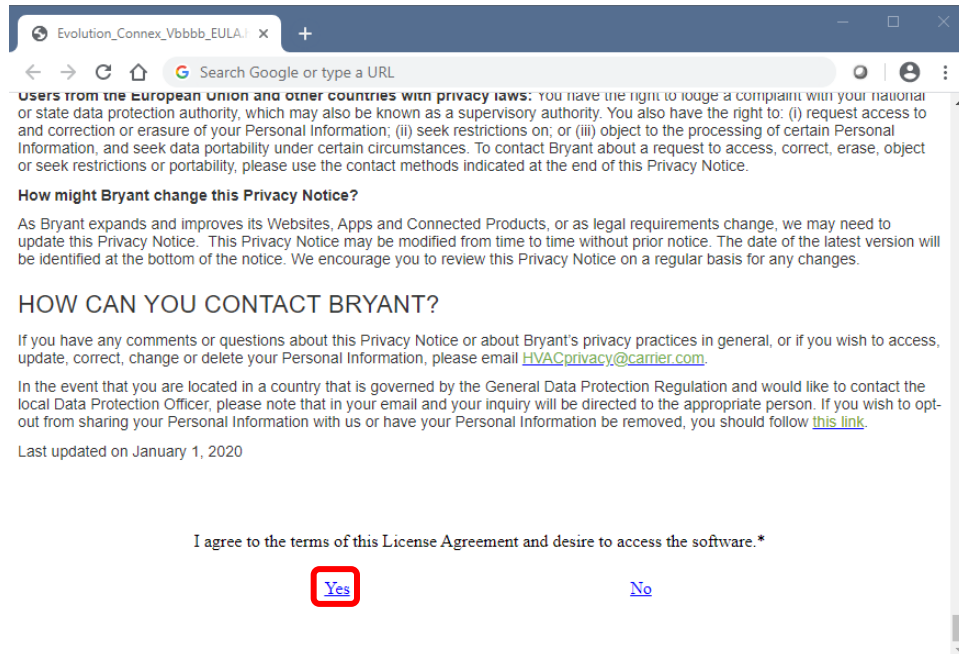 Evolution_Connex_Vbbbb_EULA.h
Search Google or type a URL
Users from the European Union and other countries with privacy laws: You have the right to lodge a complaint with your national
or state data protection authority, which may also be known as a supervisory authority. You also have the right to: (i) request access to
and correction or erasure of your Personal Information; (ii) seek restrictions on; or (iii) object to the processing of certain Personal
Information, and seek data portability under certain circumstances. To contact Bryant about a request to access, correct, erase, object
or seek restrictions or portability, please use the contact methods indicated at the end of this Privacy Notice.
How might Bryant change this Privacy Notice?
As Bryant expands and improves its Websites, Apps and Connected Products, or as legal requirements change, we may need to
update this Privacy Notice.  This Privacy Notice may be modified from time to time without prior notice. The date of the latest version will
be identified at the bottom of the notice. We encourage you to review this Privacy Notice on a regular basis for any changes.
HOW CAN YOU CONTACT BRYANT?
If you have any comments or questions about this Privacy Notice or about Bryant's privacy practices in general, or if you wish to access,
update, correct, change or delete your Personal Information, please email HVACprivacy@carrier.com.
In the event that you are located in a country that is governed by the General Data Protection Regulation and would like to contact the
local Data Protection Officer, please note that in your email and your inquiry will be directed to the appropriate person. If you wish to opt-
out from sharing your Personal Information with us or have your Personal Information be removed, you should follow this link.
Last updated on January 1, 2020
I agree to the terms of this License Agreement and desire to access the software.*
Yes No